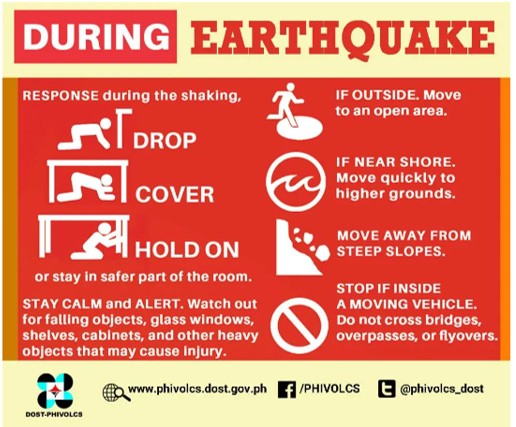 DURING EARTHQUAKE
RESPONSE during the shaking,
DROP
COVER
HOLD ON
or stay in safer part of the room.
STAY CALM and ALERT. Watch out
for falling objects, glass windows,
shelves, cabinets, and other heavy
objects that may cause injury.
IF OUTSIDE. Move
to an open area.
IF NEAR SHORE.
Move quickly to
higher grounds.
MOVE AWAY FROM
STEEP SLOPES.
STOP IF INSIDE
A MOVING VEHICLE.
Do not cross bridges,
overpasses, or flyovers.
DOST-PHIVOLCS
www.phivolcs.dost.gov.ph
/PHIVOLCS
@phivolcs_dost